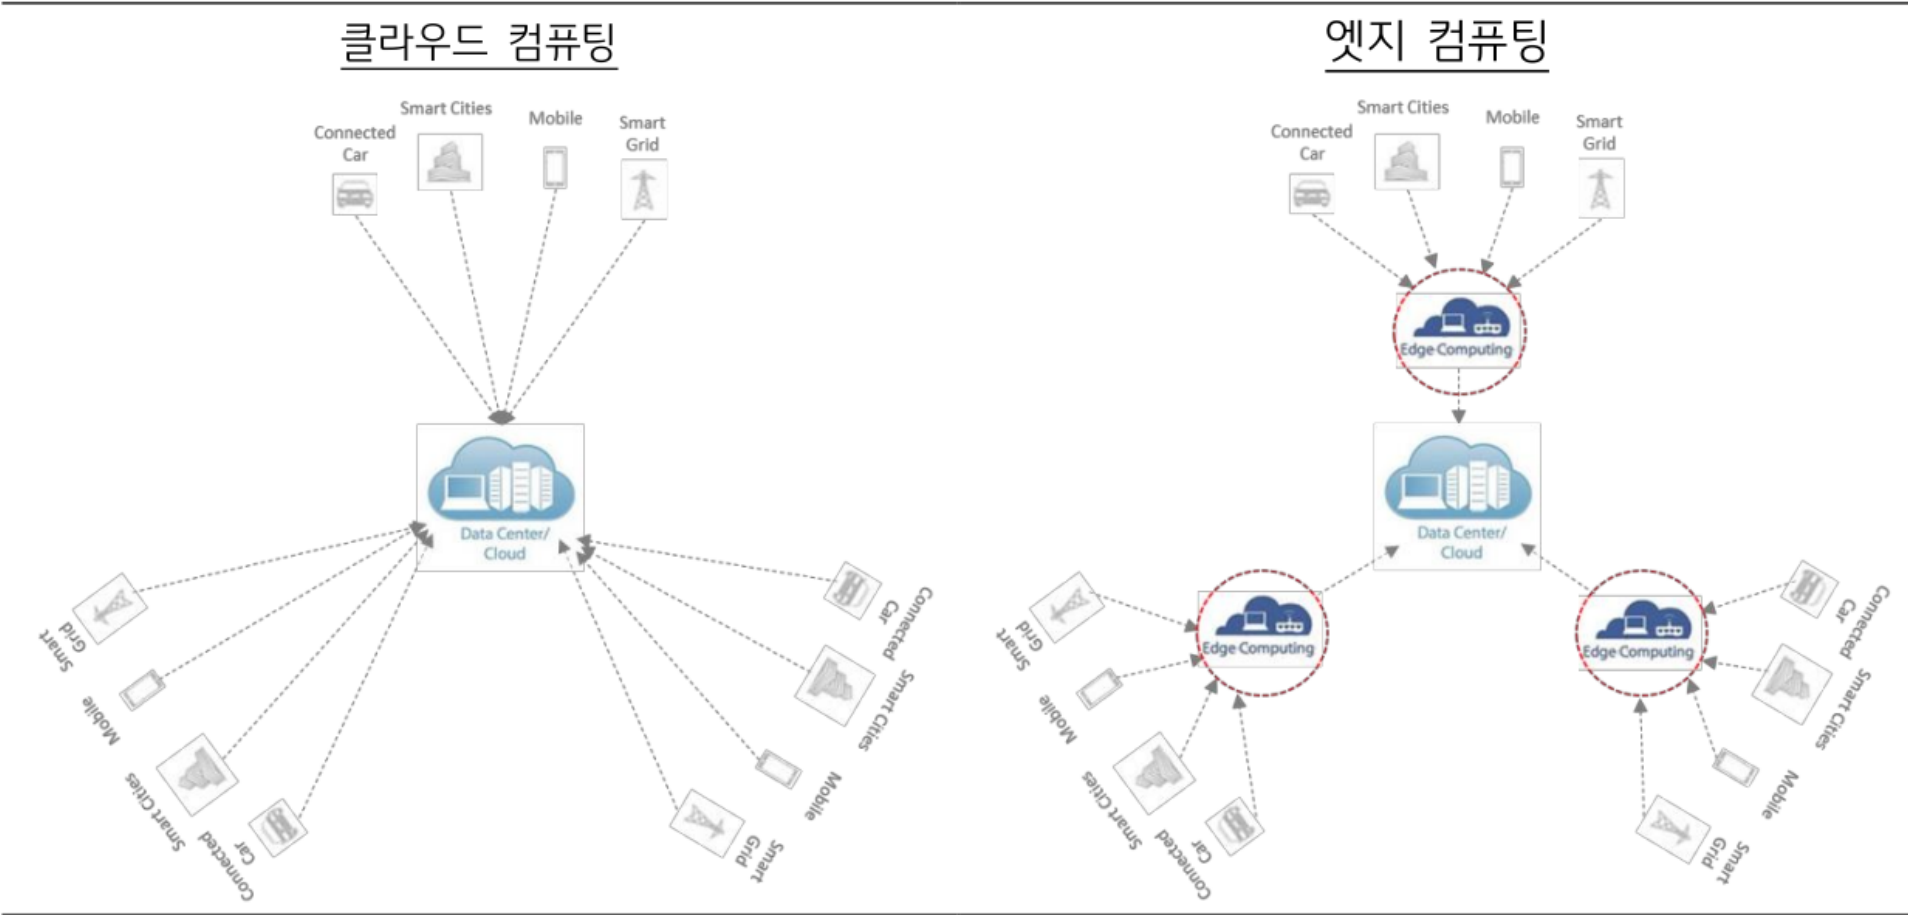 클라우드 컴퓨팅
Smart Cities
Mobile
Smart
Grid
Connected
Car
Data Center/
Cloud
Smart
Grid
Mobile
Smart Cities
Connected
Car
Connected
Car
Smart Cities
Mobile
Smart
Grid
엣지 컴퓨팅
Smart Cities
Mobile
Smart
Grid
Connected
Car
Edge Computing
Data Center/
Cloud
Edge Computing
Edge Computing
Smart
Grid
Mobile
Smart Cities
Connected
Car
Connected
Car
Smart Cities
Mobile
Smart
Grid